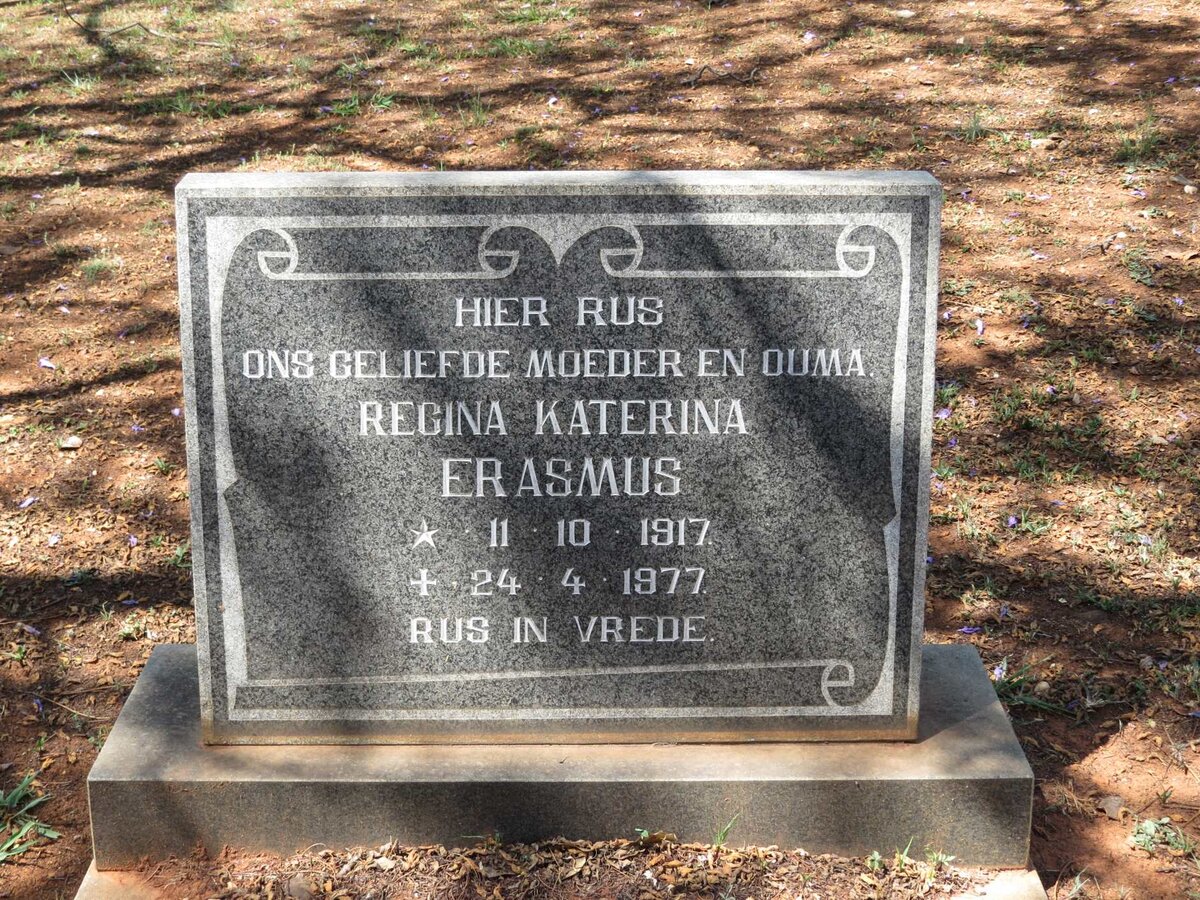 HIER RUS
ONS GELIEFDE MOEDER EN OUMA.
REGINA KATERINA
ERASMUS
★ 11 · 10 · 1917.
✝ · 24 · 4 · 1977.
RUS IN VREDE.